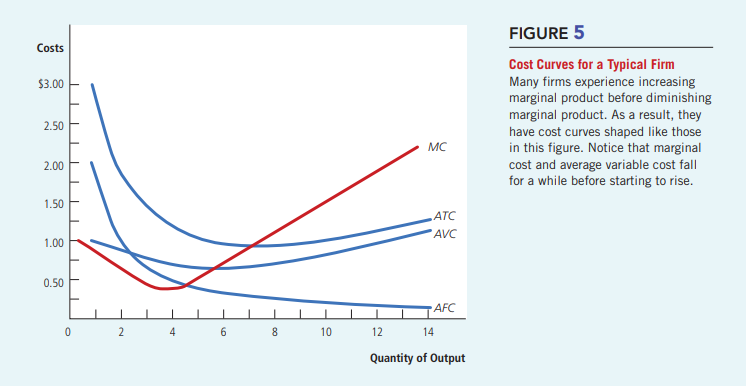 Costs
$3.00
2.50
2.00
1.50
1.00
0.50
MC
ATC
AVC
AFC
0 2 4 6 8 10 12 14
Quantity of Output
FIGURE 5
Cost Curves for a Typical Firm
Many firms experience increasing
marginal product before diminishing
marginal product. As a result, they
have cost curves shaped like those
in this figure. Notice that marginal
cost and average variable cost fall
for a while before starting to rise.